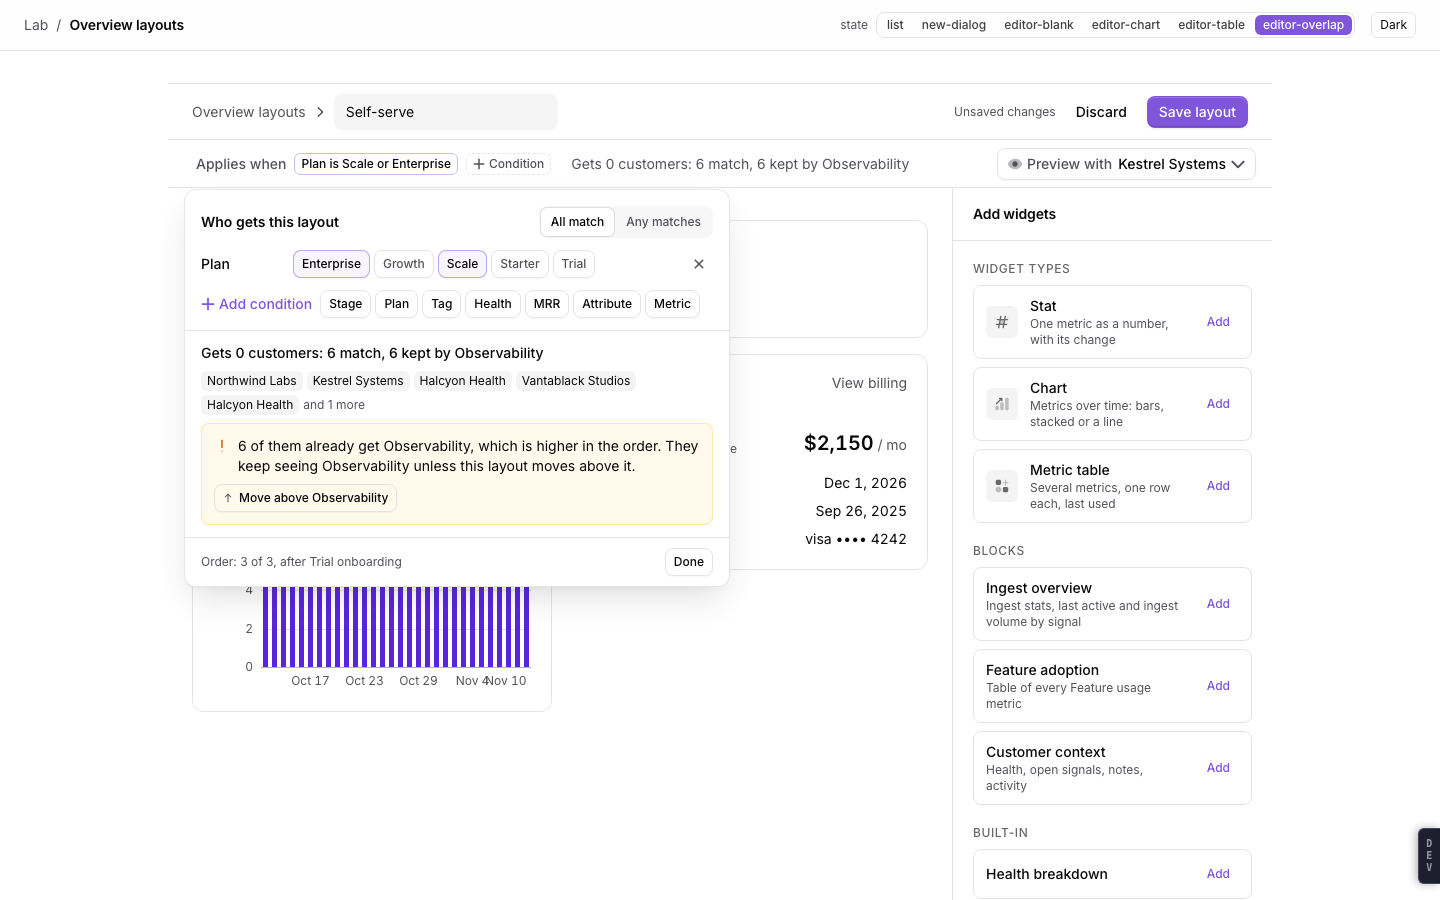 Lab / Overview layouts
state list new-dialog editor-blank editor-chart editor-table editor-overlap Dark
Overview layouts > Self-serve
Unsaved changes Discard Save layout
Applies when Plan is Scale or Enterprise + Condition Gets 0 customers: 6 match, 6 kept by Observability
Preview with Kestrel Systems
Who gets this layout All match Any matches
Plan Enterprise Growth Scale Starter Trial
+ Add condition Stage Plan Tag Health MRR Attribute Metric
Gets 0 customers: 6 match, 6 kept by Observability
Northwind Labs Kestrel Systems Halcyon Health Vantablack Studios
Halcyon Health and 1 more
! 6 of them already get Observability, which is higher in the order. They
keep seeing Observability unless this layout moves above it.
↑ Move above Observability
Order: 3 of 3, after Trial onboarding Done
View billing
e $2,150 / mo
Dec 1, 2026
Sep 26, 2025
visa •••• 4242
4
2
0
Oct 17 Oct 23 Oct 29 Nov 4 Nov 10
Add widgets
WIDGET TYPES
Stat
One metric as a number,
with its change
Add
Chart
Metrics over time: bars,
stacked or a line
Add
Metric table
Several metrics, one row
each, last used
Add
BLOCKS
Ingest overview
Ingest stats, last active and ingest
volume by signal
Add
Feature adoption
Table of every Feature usage
metric
Add
Customer context
Health, open signals, notes,
activity
Add
BUILT-IN
Health breakdown
Add
DEV